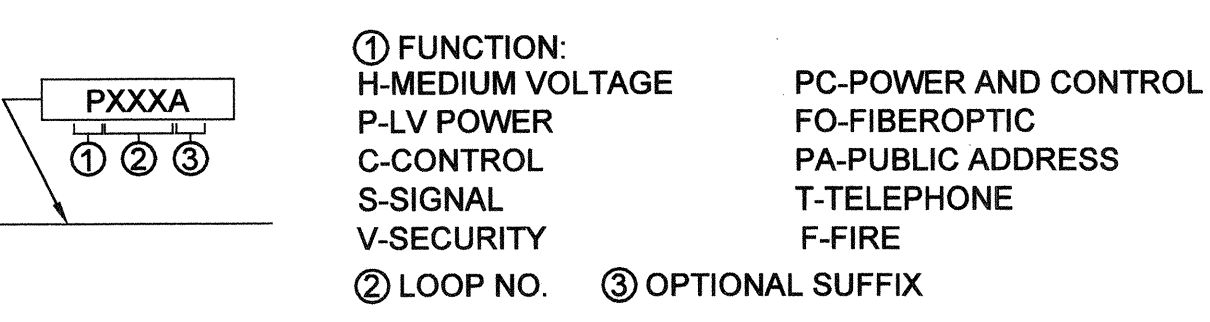 PXXXA
① ② ③
① FUNCTION:
H-MEDIUM VOLTAGE PC-POWER AND CONTROL
P-LV POWER FO-FIBEROPTIC
C-CONTROL PA-PUBLIC ADDRESS
S-SIGNAL T-TELEPHONE
V-SECURITY F-FIRE
② LOOP NO. ③ OPTIONAL SUFFIX